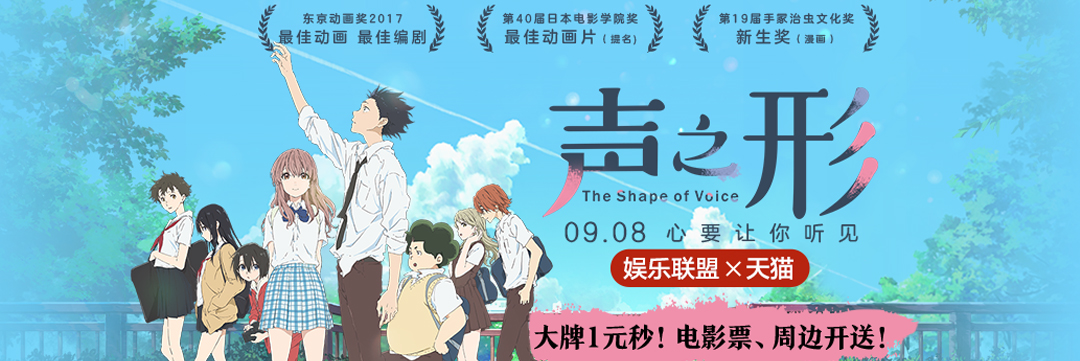 东京动画奖2017
最佳动画 最佳编剧
第40届日本电影学院奖
最佳动画片(提名)
第19届手冢治虫文化奖
新生奖(漫画)
声之形
The Shape of Voice
09.08 心要让你听见
娱乐联盟×天猫
大牌1元秒!电影票、周边开送!